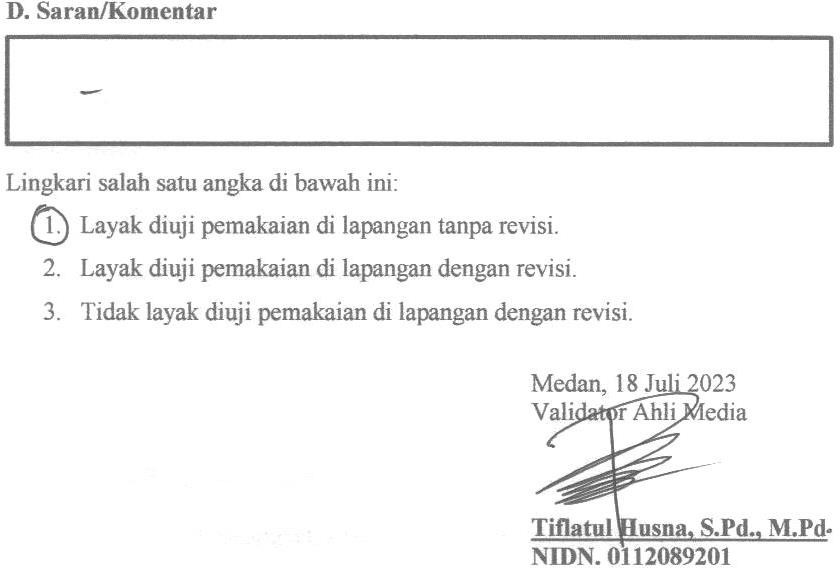 D. Saran/Komentar
-
Lingkari salah satu angka di bawah ini:
1. Layak diuji pemakaian di lapangan tanpa revisi.
2. Layak diuji pemakaian di lapangan dengan revisi.
3. Tidak layak diuji pemakaian di lapangan dengan revisi.
Medan, 18 Juli 2023
Validator Ahli Media
Tiflatul Husna, S.Pd., M.Pd.
NIDN. 0112089201